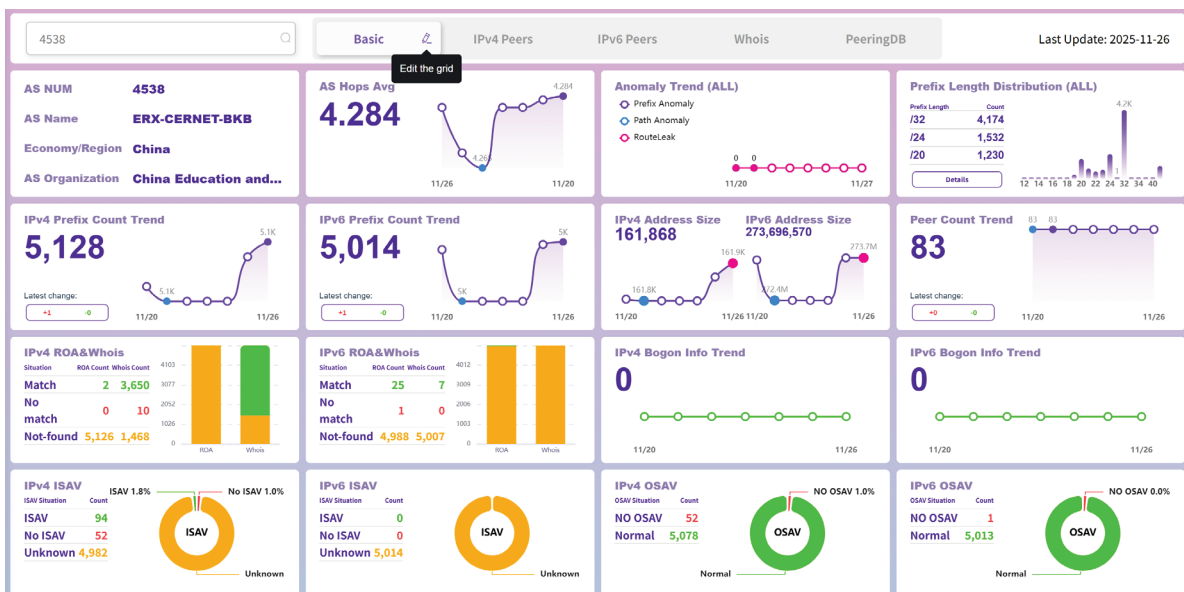 4538
Basic
IPv4 Peers
IPv6 Peers
Whois
PeeringDB
Last Update: 2025-11-26
Edit the grid
AS NUM 4538
AS Name ERX-CERNET-BKB
Economy/Region China
AS Organization China Education and...
AS Hops Avg
4.284
4.284
11/26 11/20
Anomaly Trend (ALL)
Prefix Anomaly
Path Anomaly
RouteLeak
0 0
11/20 11/27
Prefix Length Distribution (ALL)
Prefix Length Count
/32 4,174
/24 1,532
/20 1,230
Details
4.2K
1
12 14 16 18 20 22 24 32 34 40
IPv4 Prefix Count Trend
5,128
5.1K
5.1K
Latest change:
+1 -0
11/20 11/26
IPv6 Prefix Count Trend
5,014
5K
5K
Latest change:
+1 -0
11/20 11/26
IPv4 Address Size
161,868
161.9K
161.8K
11/20 11/26
IPv6 Address Size
273,696,570
273.7M
272.4M
11/20 11/26
Peer Count Trend
83
83 83
Latest change:
+0 -0
11/20 11/26
IPv4 ROA&Whois
Situation ROA Count Whois Count
Match 2 3,650
No match 0 10
Not-found 5,126 1,468
4103
3077
2052
1026
0
ROA Whois
IPv6 ROA&Whois
Situation ROA Count Whois Count
Match 25 7
No match 1 0
Not-found 4,988 5,007
4012
3009
2006
1003
0
ROA Whois
IPv4 Bogon Info Trend
0
11/20 11/26
IPv6 Bogon Info Trend
0
11/20 11/26
IPv4 ISAV
ISAV Situation Count
ISAV 94
No ISAV 52
Unknown 4,982
ISAV 1.8%
No ISAV 1.0%
ISAV
Unknown
IPv6 ISAV
ISAV Situation Count
ISAV 0
No ISAV 0
Unknown 5,014
ISAV
Unknown
IPv4 OSAV
OSAV Situation Count
NO OSAV 52
Normal 5,078
NO OSAV 1.0%
OSAV
Normal
IPv6 OSAV
OSAV Situation Count
NO OSAV 1
Normal 5,013
NO OSAV 0.0%
OSAV
Normal